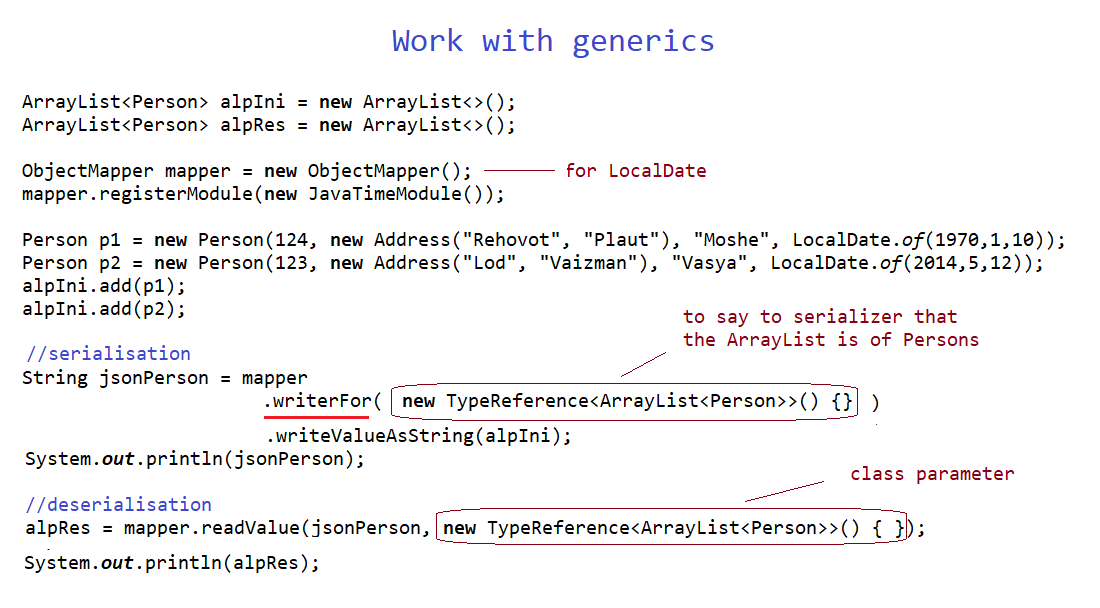 Work with generics
ArrayList<Person> alpIni = new ArrayList<>();
ArrayList<Person> alpRes = new ArrayList<>();
ObjectMapper mapper = new ObjectMapper();
for LocalDate
mapper.registerModule(new JavaTimeModule());
Person p1 = new Person(124, new Address("Rehovot", "Plaut"), "Moshe", LocalDate.of(1970,1,10));
Person p2 = new Person(123, new Address("Lod", "Vaizman"), "Vasya", LocalDate.of(2014,5,12));
alpIni.add(p1);
alpIni.add(p2);
to say to serializer that
the ArrayList is of Persons
//serialisation
String jsonPerson = mapper
.writerFor( new TypeReference<ArrayList<Person>>() {} )
.writeValueAsString(alpIni);
System.out.println(jsonPerson);
class parameter
//deserialisation
alpRes = mapper.readValue(jsonPerson, new TypeReference<ArrayList<Person>>() { });
System.out.println(alpRes);